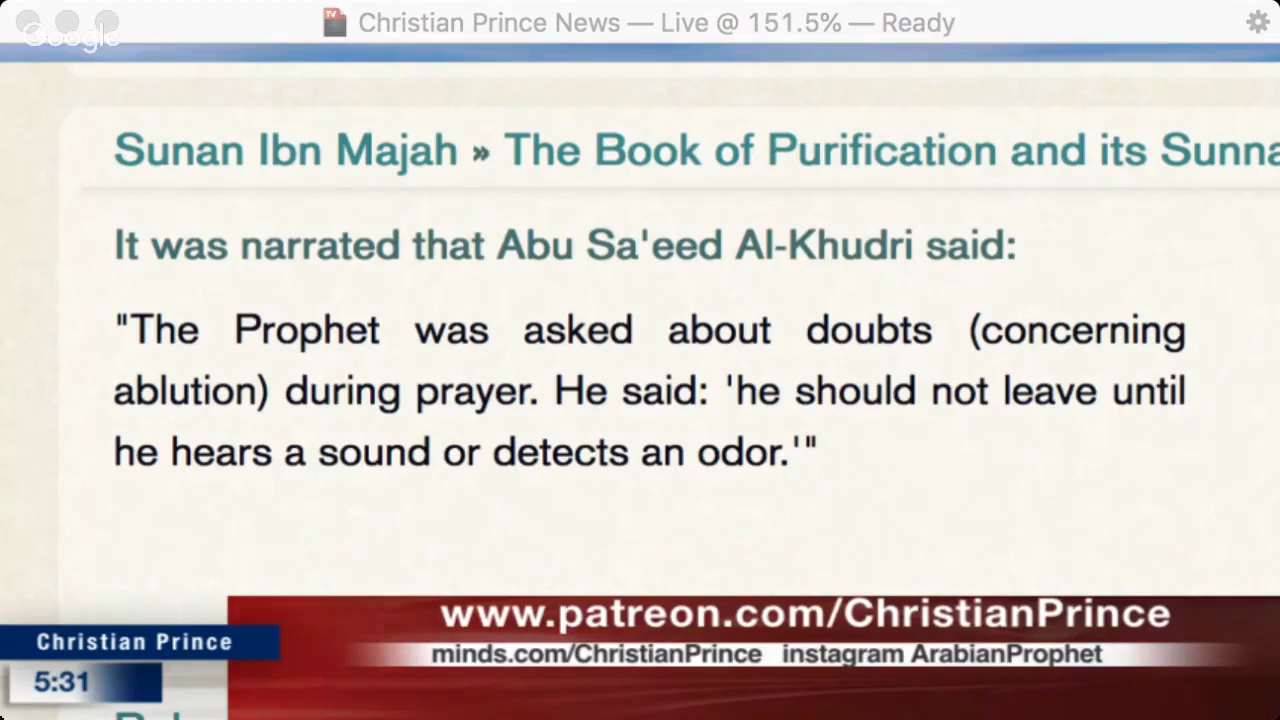 Christian Prince News — Live @ 151.5% — Ready
Google
Sunan Ibn Majah » The Book of Purification and its Sunna
It was narrated that Abu Sa'eed Al-Khudri said:
"The Prophet was asked about doubts (concerning
ablution) during prayer. He said: 'he should not leave until
he hears a sound or detects an odor.'"
www.patreon.com/ChristianPrince
Christian Prince
minds.com/ChristianPrince instagram ArabianProphet
5:31